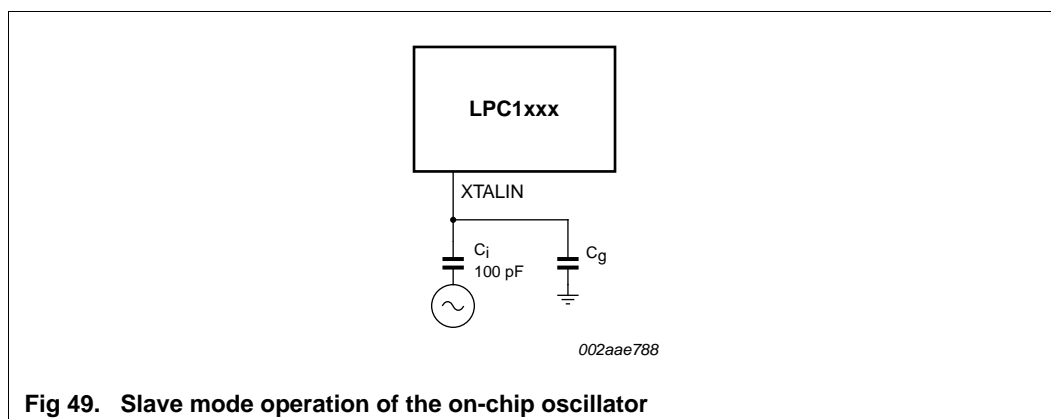 LPC1xxx
XTALIN
Ci
100 pF
Cg
002aae788
Fig 49. Slave mode operation of the on-chip oscillator